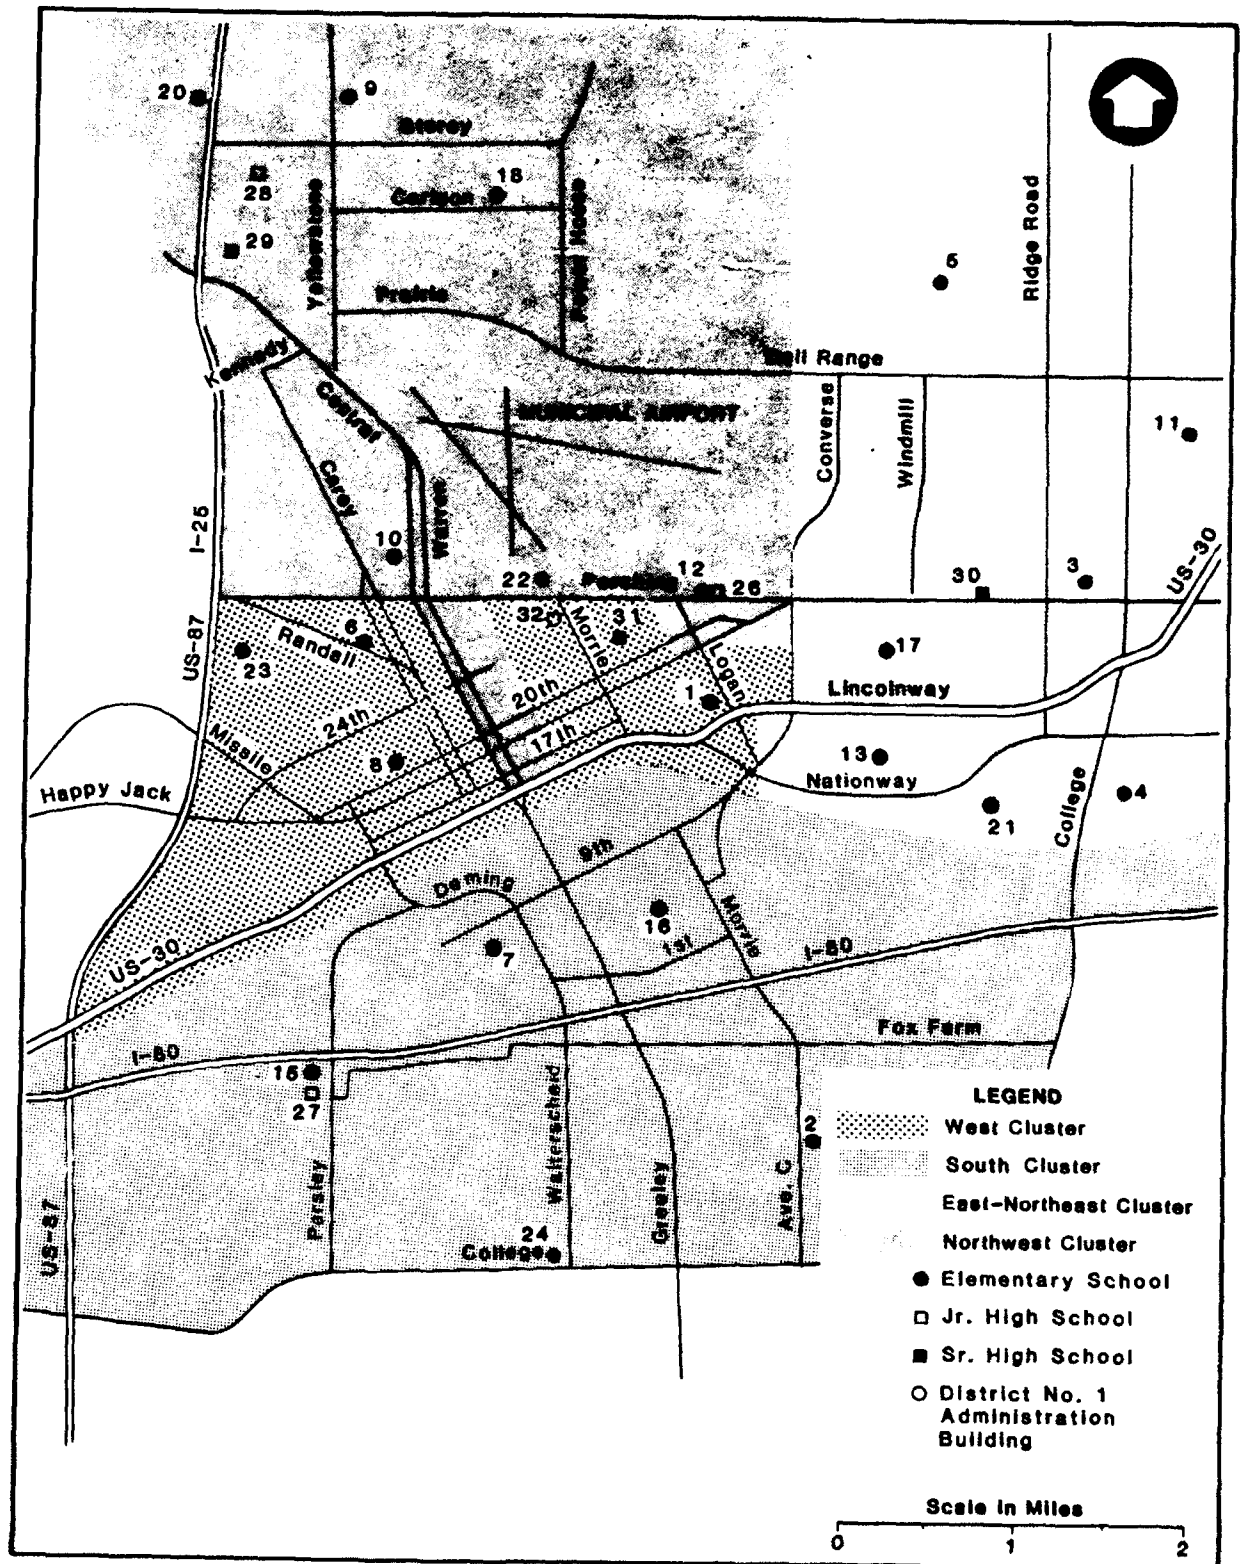 20
9
Storey
28
18
Carlson
Ridge Road
29
Yellowstone
Powder House
5
Prairie
Dell Range
Kennedy
Central
MUNICIPAL AIRPORT
Converse
Windmill
11
Carey
Warren
I-25
10
US-30
22
Pershing
12
26
30
3
32
Morrie
31
6
Randall
23
US-87
17
Logan
20th
1
Lincolnway
24th
Missile
17th
8
13
Happy Jack
Nationway
21
4
College
9th
Deming
16
Morrie
US-30
7
1st
I-80
Fox Farm
I-80
15
27
2
Walterscheid
Parsley
Greeley
Ave. C
US-87
24
College
LEGEND
West Cluster
South Cluster
East-Northeast Cluster
Northwest Cluster
Elementary School
Jr. High School
Sr. High School
District No. 1
Administration
Building
Scale in Miles
0 1 2